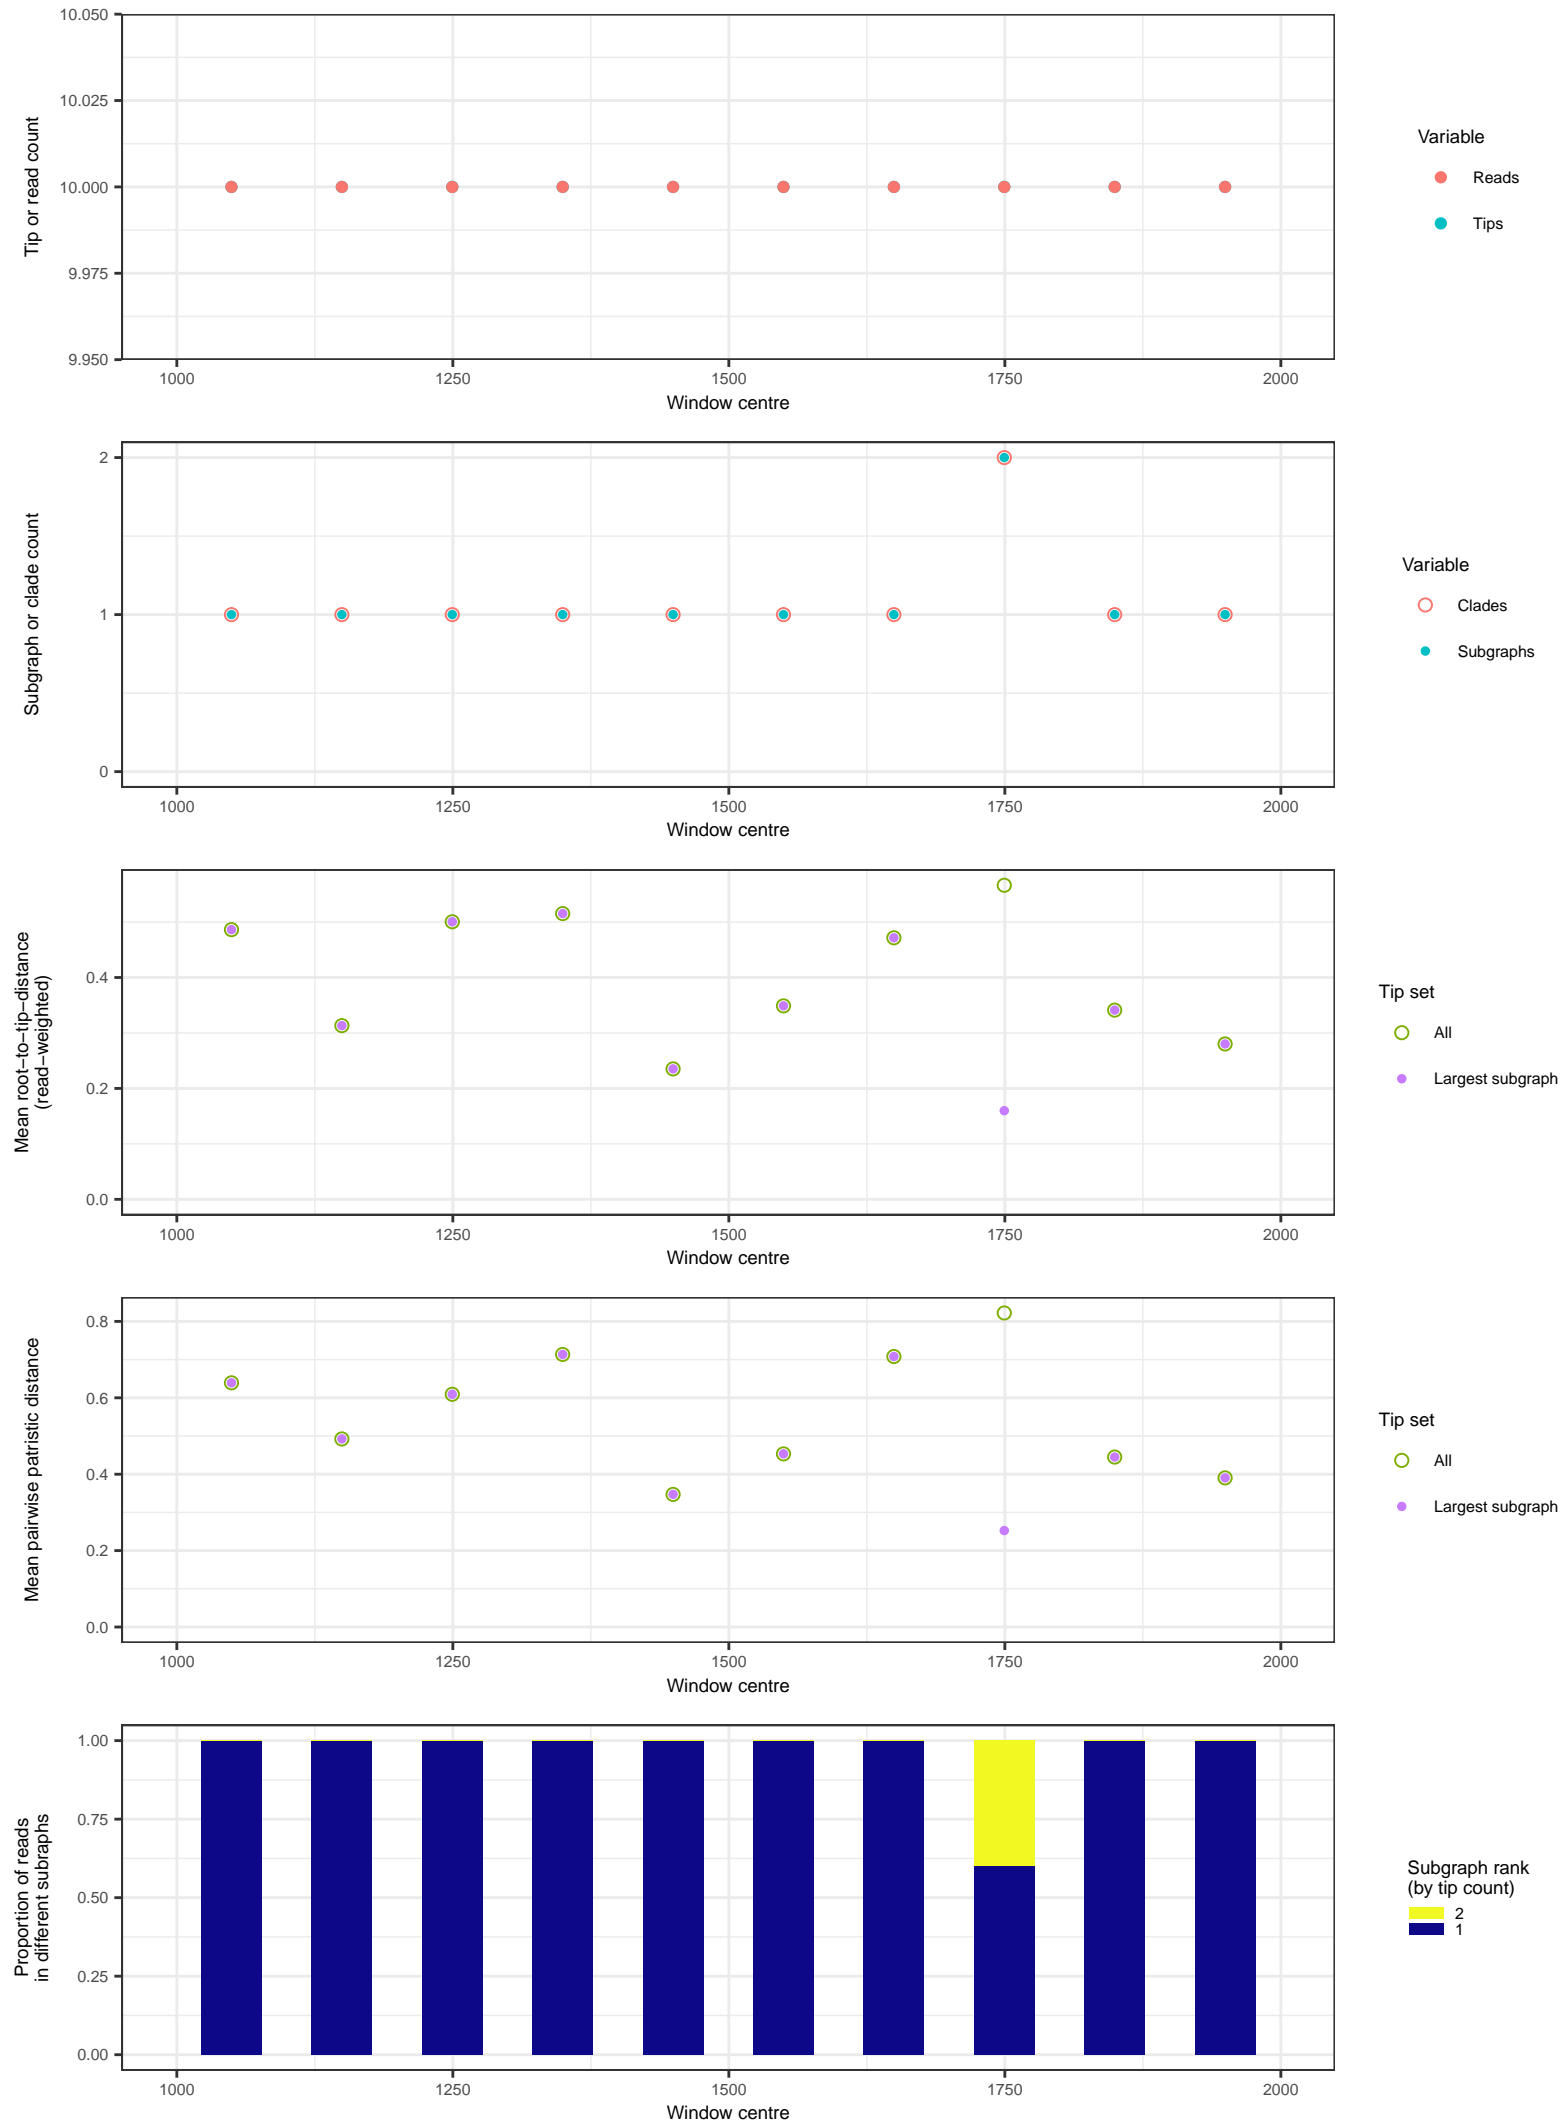 10.050
10.025
10.000
9.975
9.950
Tip or read count
1000 1250 1500 1750 2000
Window centre
Variable
Reads
Tips
2
1
0
Subgraph or clade count
1000 1250 1500 1750 2000
Window centre
Variable
Clades
Subgraphs
0.4
0.2
0.0
Mean root−to−tip−distance
(read−weighted)
1000 1250 1500 1750 2000
Window centre
Tip set
All
Largest subgraph
0.8
0.6
0.4
0.2
0.0
Mean pairwise patristic distance
1000 1250 1500 1750 2000
Window centre
Tip set
All
Largest subgraph
1.00
0.75
0.50
0.25
0.00
Proportion of reads
in different subraphs
1000 1250 1500 1750 2000
Window centre
Subgraph rank
(by tip count)
2
1